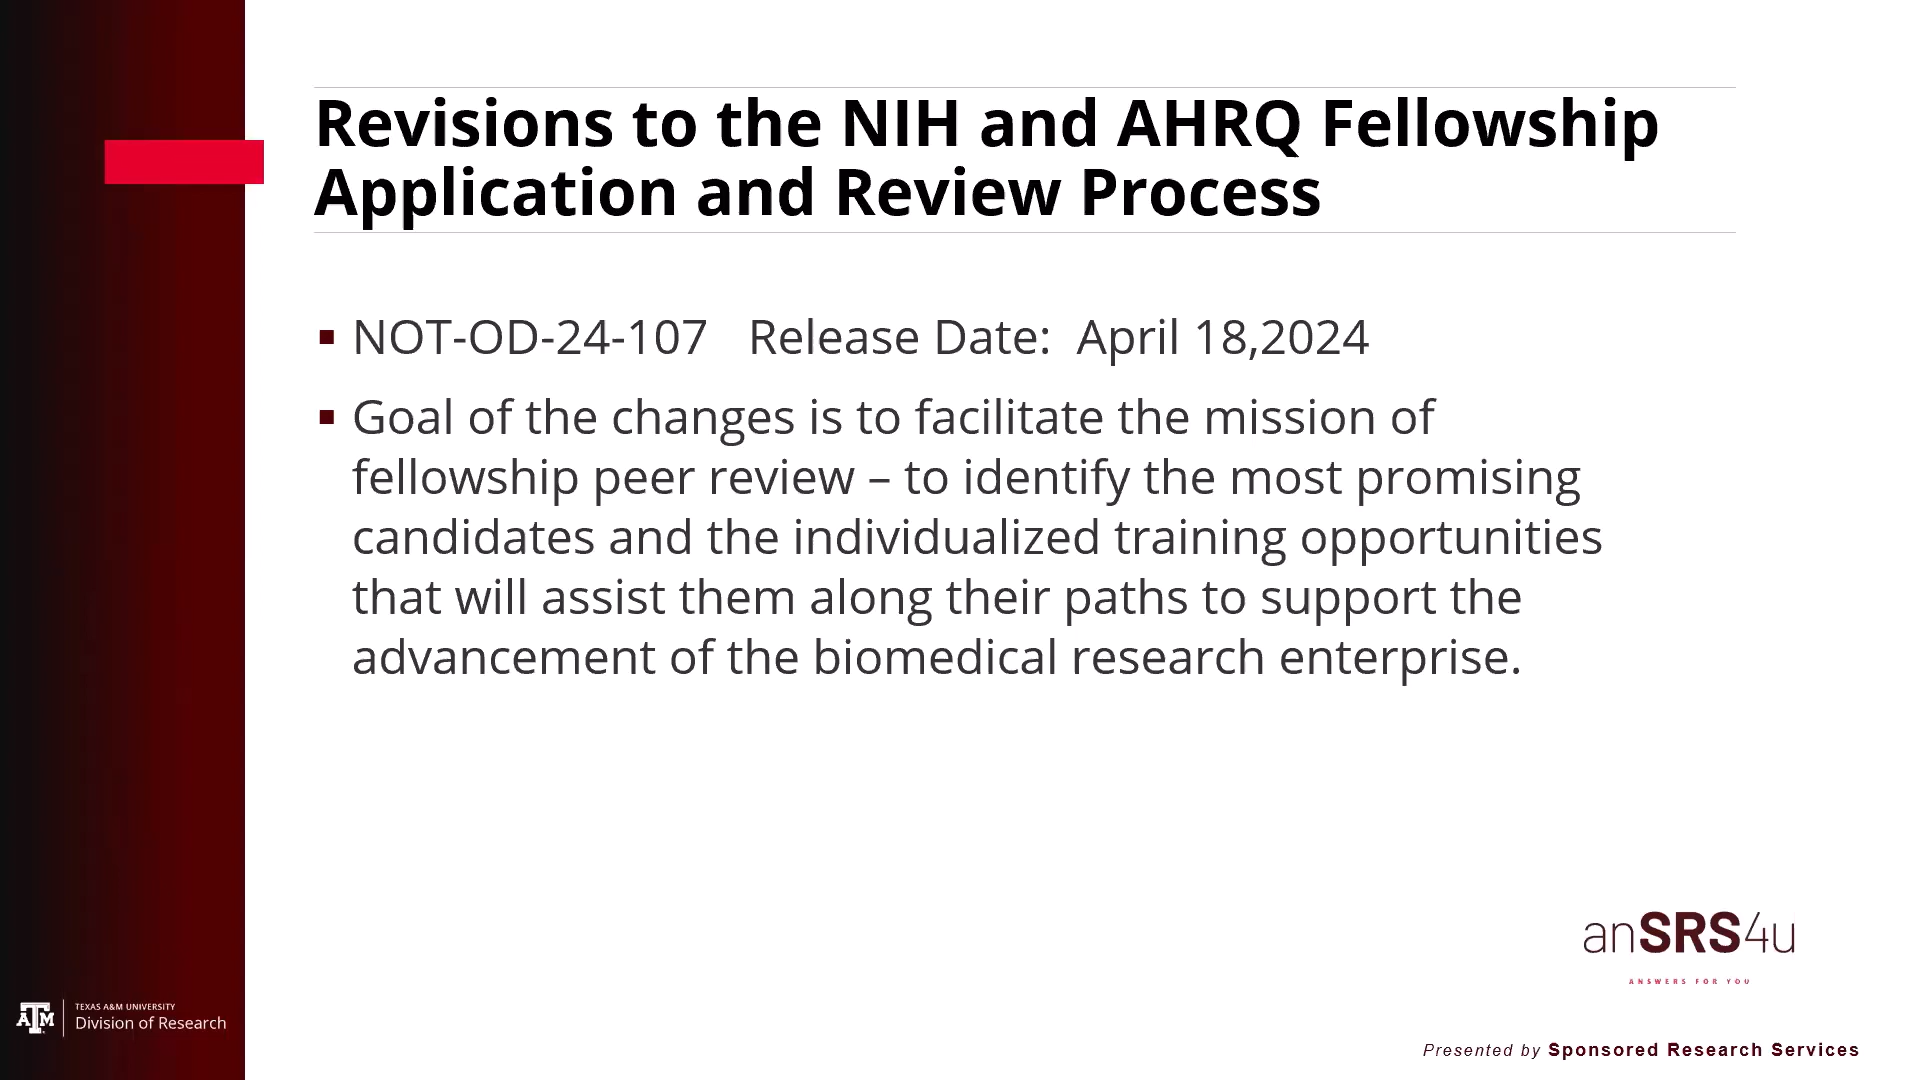 Revisions to the NIH and AHRQ Fellowship
Application and Review Process
▪ NOT-OD-24-107 Release Date: April 18,2024
▪ Goal of the changes is to facilitate the mission of
fellowship peer review – to identify the most promising
candidates and the individualized training opportunities
that will assist them along their paths to support the
advancement of the biomedical research enterprise.
anSRS4u
ANSWERS FOR YOU
ATM
TEXAS A&M UNIVERSITY
Division of Research
Presented by Sponsored Research Services